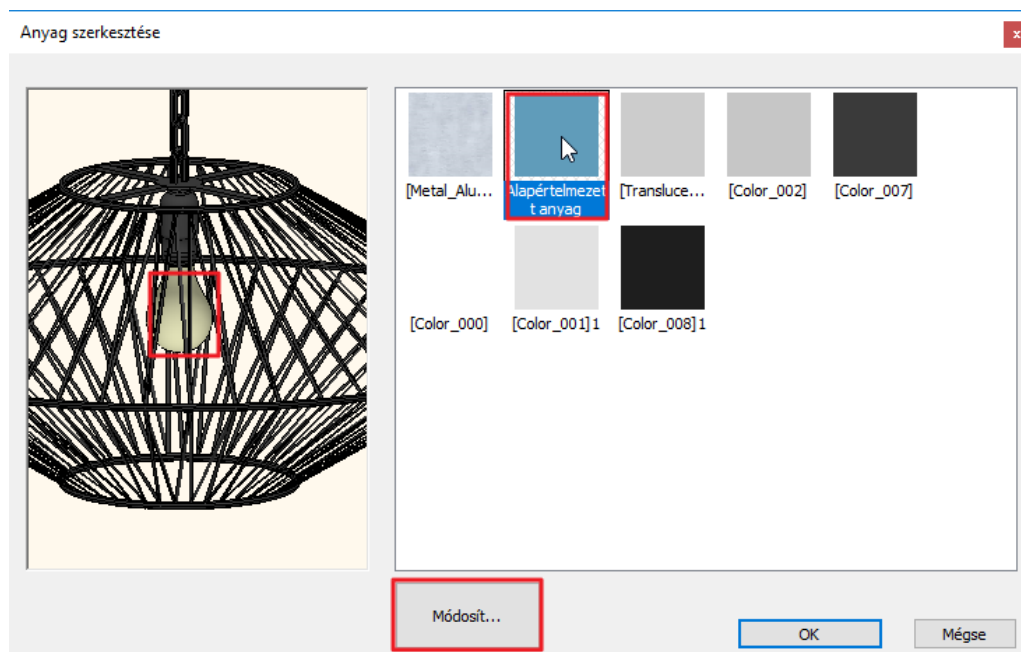 Anyag szerkesztése
x
[Metal_Alu...
Alapértelmezet
t anyag
[Transluce...
[Color_002]
[Color_007]
[Color_000]
[Color_001]1
[Color_008]1
Módosít...
OK
Mégse